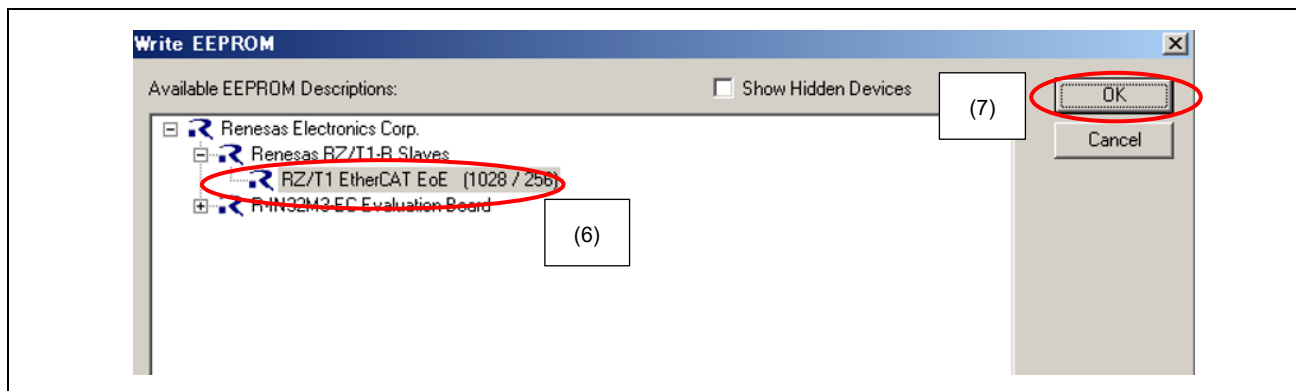 Write EEPROM
Available EEPROM Descriptions:
Show Hidden Devices
(7)
OK
Cancel
Renesas Electronics Corp.
Renesas RZ/T1-R Slaves
RZ/T1 EtherCAT EoE (1028 / 256)
R-IN32M3-EC Evaluation Board
(6)